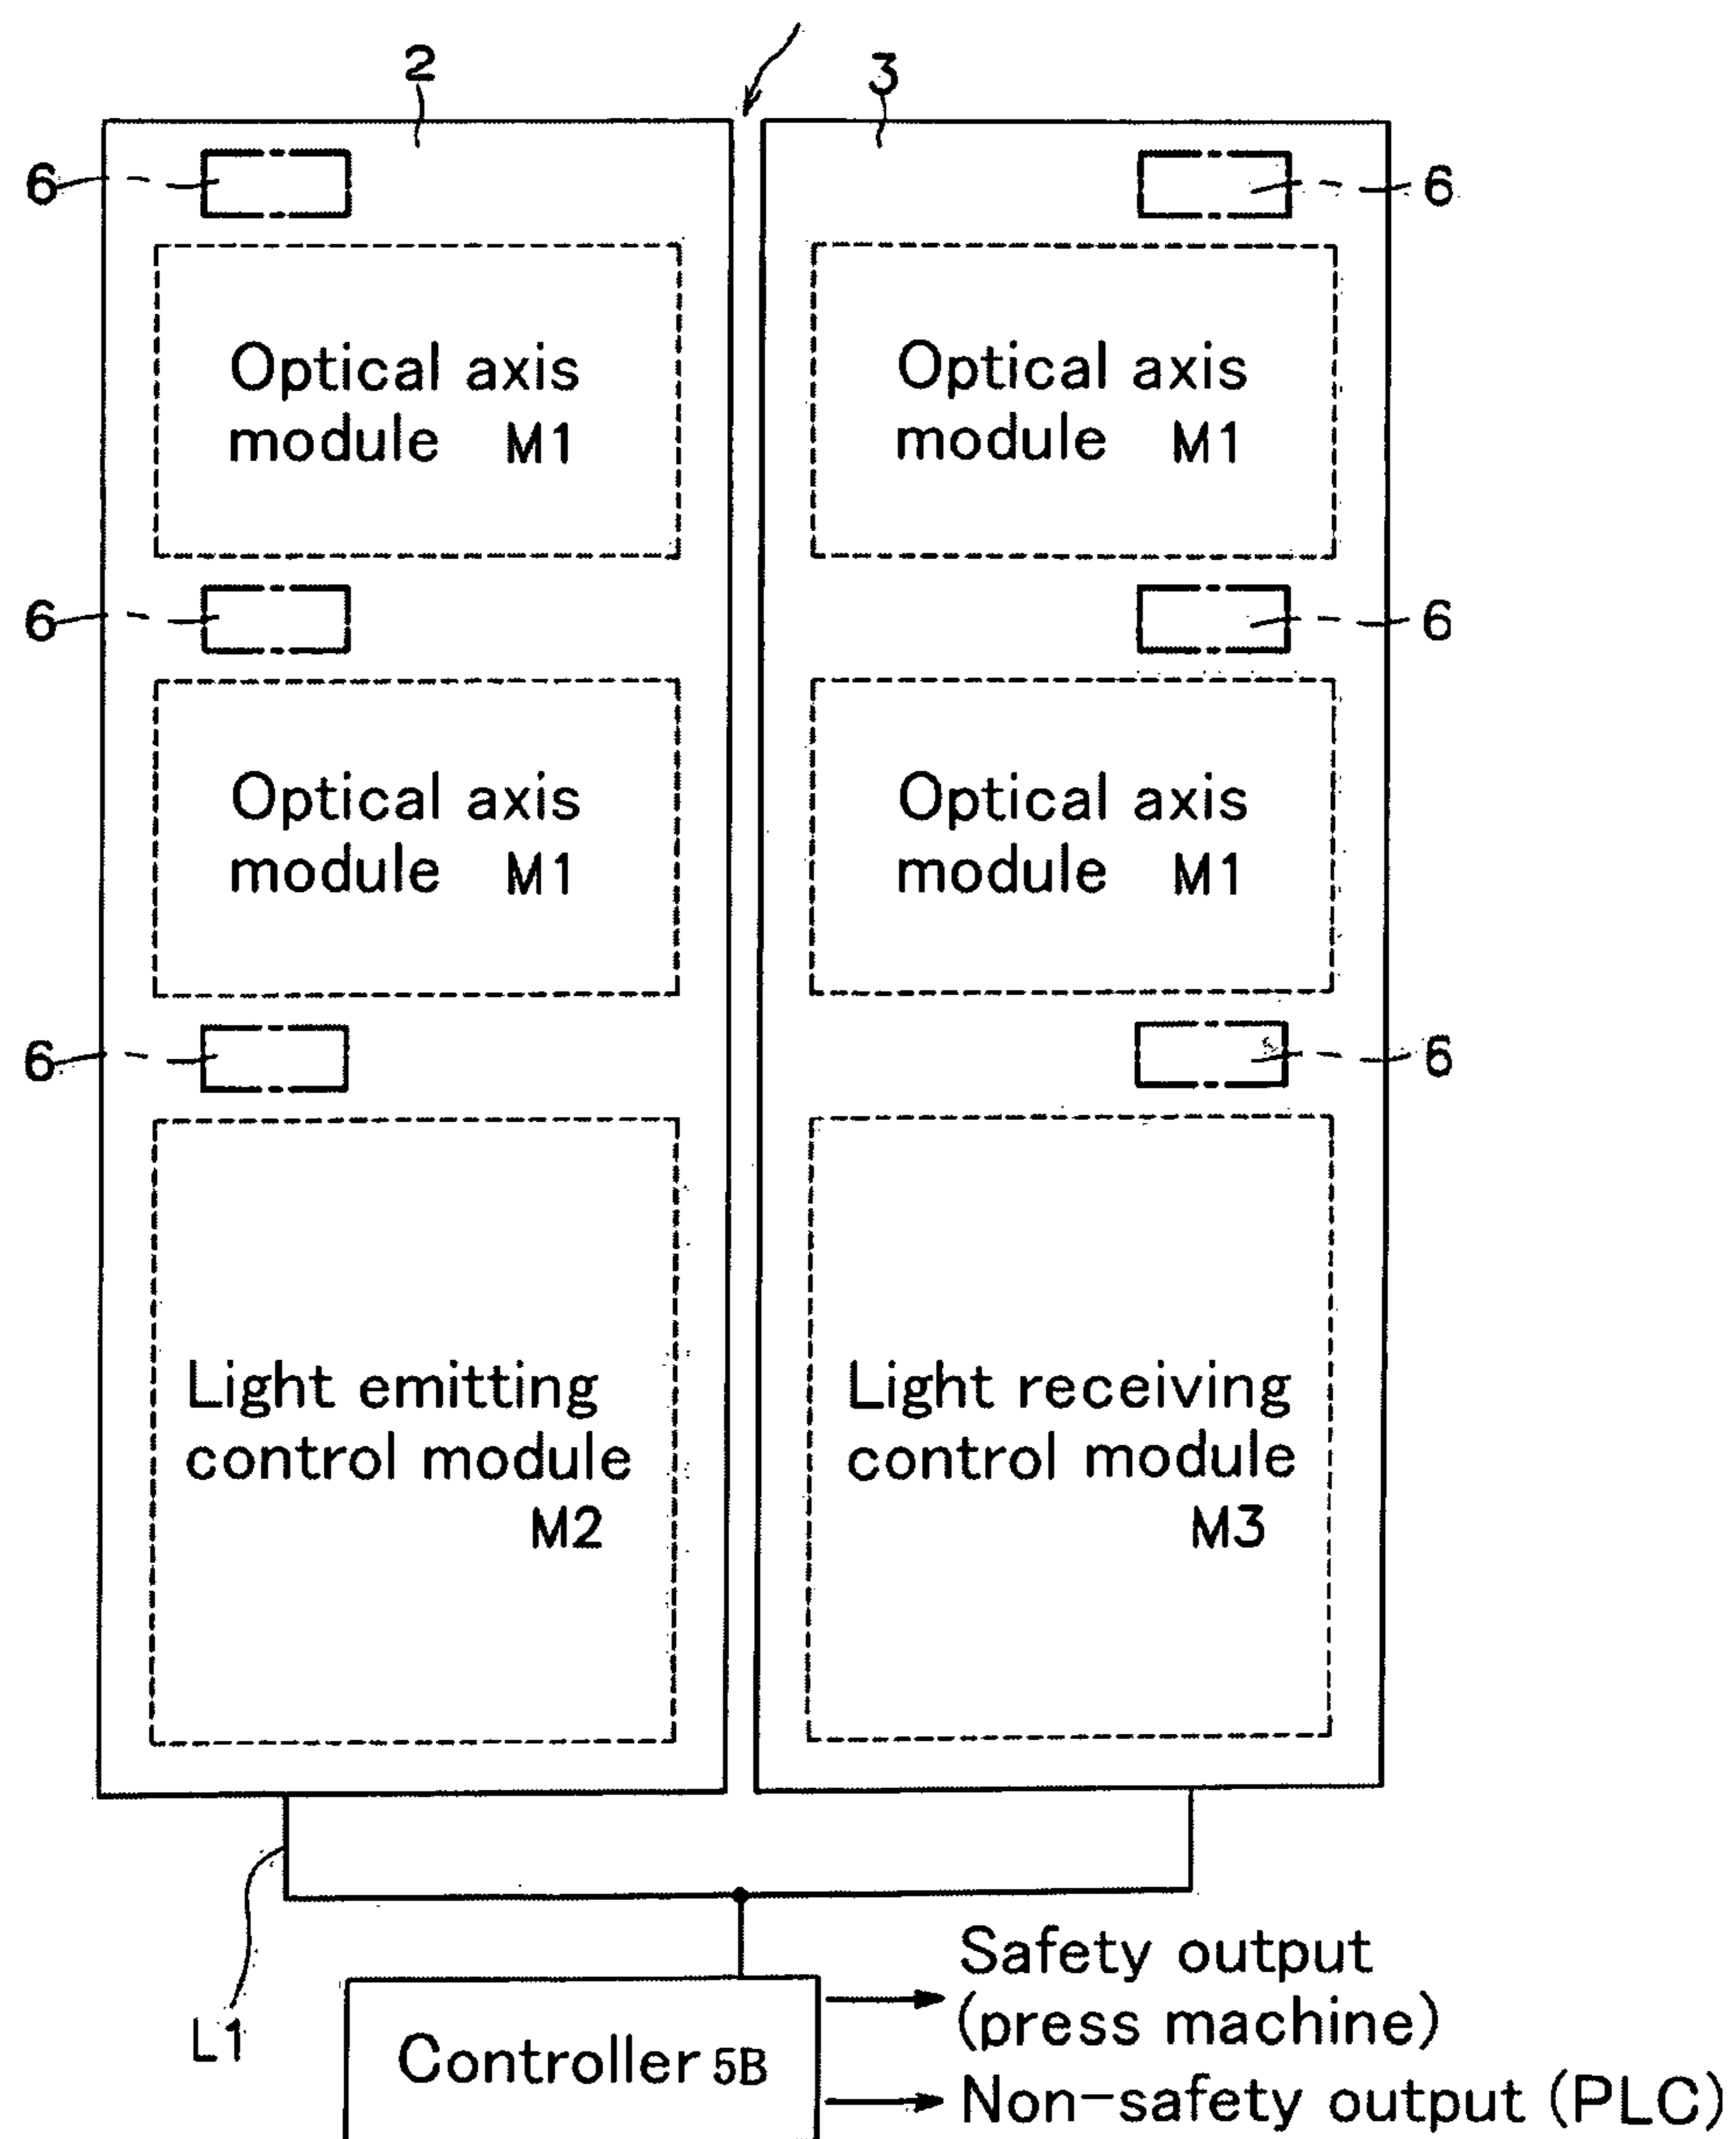 2 3
6 6
Optical axis Optical axis
module M1 module M1
6 6
Optical axis Optical axis
module M1 module M1
6 6
Light emitting Light receiving
control module control module
M2 M3
Safety output
L1 (press machine)
Controller 5B
Non-safety output (PLC)